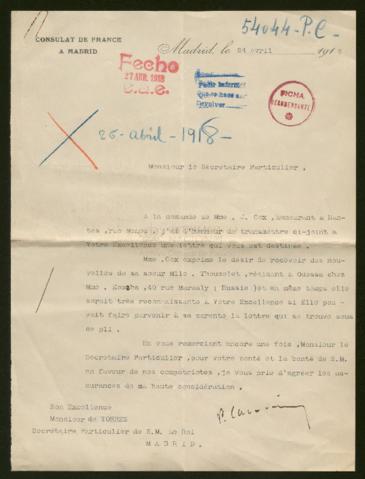 54044-P.C-
CONSULAT DE FRANCE
A MADRID
Madrid, le 24 avril 1918
Fecho
27 ABR. 1918
C.a.e.
FICHA
26-abril-1918-
Monsieur le Secrétaire Particulier,
A la demande de Mme. J. Cox, demeurant à Nan-
tes, rue j'ai l'honneur de transmettre ci-joint à
Votre Excellence une lettre qui vous est destinée.
Mme. Cox exprime le désir de recevoir des nou-
velles de sa soeur Mlle. Thouzelet, résidant à chez
Mme. 40 rue ( Russie ) et en même temps elle
serait très reconnaissante à Votre Excellence si Elle pou-
vait faire parvenir à sa parente la lettre qui se trouve sous
ce pli.
En vous remerciant encore une fois, Monsieur le
Secrétaire Particulier, pour votre bonté et la bonté de S.M.
en faveur de nos compatriotes, je vous prie d'agréer les as-
surances de ma haute considération.
Son Excellence
Monsieur de TORRES
Secrétaire Particulier de S.M. Le Roi
MADRID.